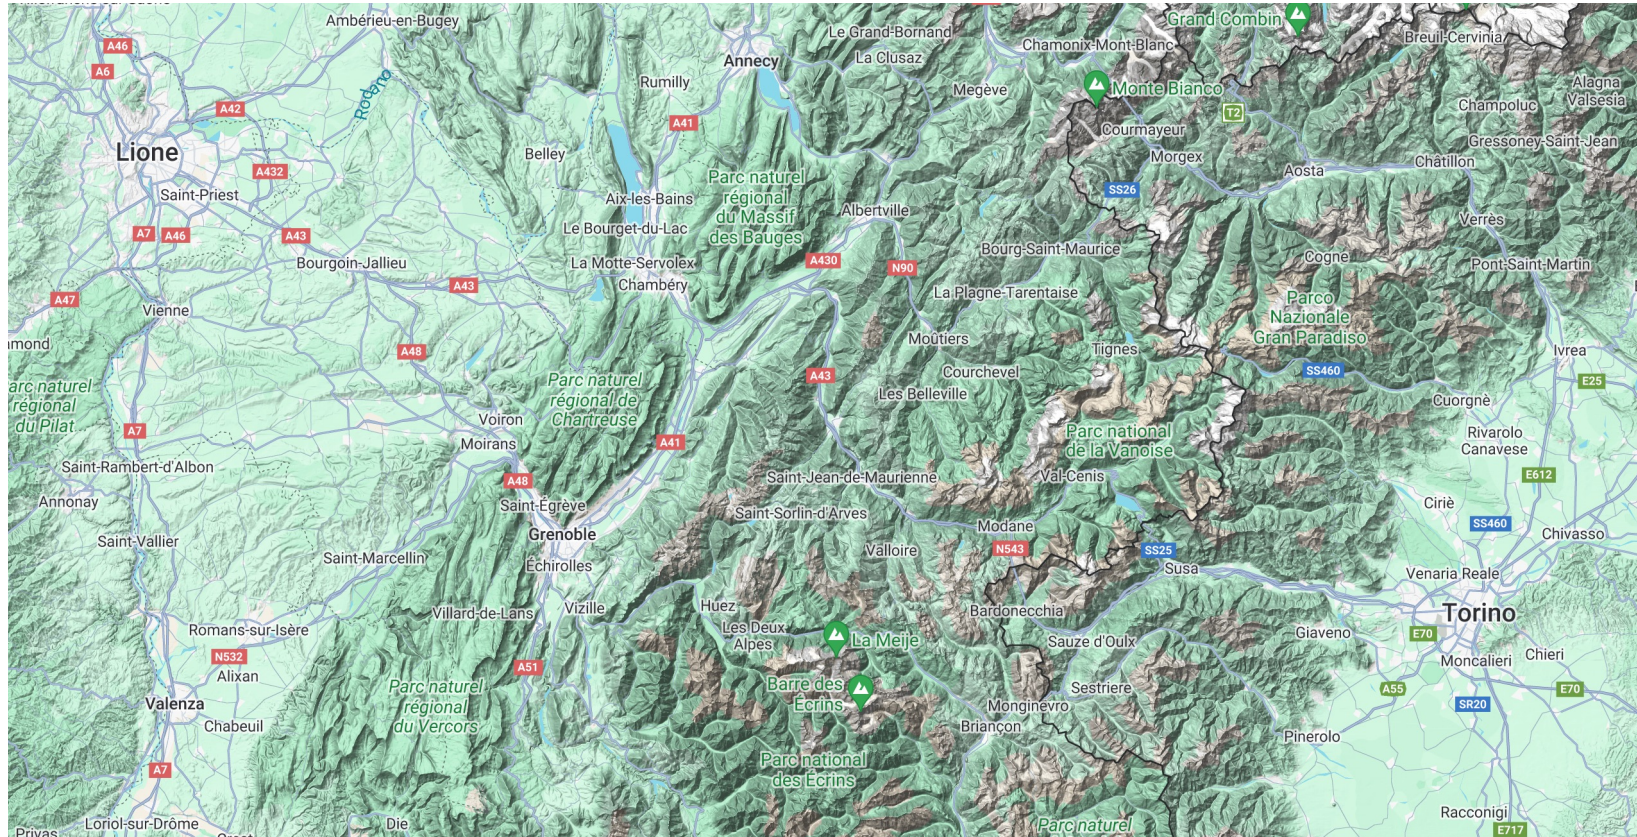 Ambérieu-en-Bugey
Le Grand-Bornand
Grand Combin
Breuil-Cervinia
A46
Chamonix-Mont-Blanc
La Clusaz
Annecy
A6
Rumilly
Megève
Monte Bianco
Alagna
Valsesia
Rodano
A42
Champoluc
T2
A41
Courmayeur
Gressoney-Saint-Jean
Lione
Belley
Morgex
Châtillon
A432
Aosta
Parc naturel
régional
du Massif
des Bauges
SS26
Saint-Priest
Aix-les-Bains
Albertville
Verrès
A7
A46
A43
Le Bourget-du-Lac
Bourg-Saint-Maurice
Bourgoin-Jallieu
La Motte-Servolex
A430
N90
Cogne
Pont-Saint-Martin
A43
Chambéry
La Plagne-Tarentaise
A47
Vienne
Parco
Nazionale
Gran Paradiso
Moûtiers
amond
A48
Tignes
Ivrea
Courchevel
SS460
A43
E25
arc naturel
régional
du Pilat
Parc naturel
régional de
Chartreuse
Les Belleville
Cuorgnè
Voiron
A7
Moirans
A41
Parc national
de la Vanoise
Rivarolo
Canavese
Saint-Rambert-d'Albon
Saint-Jean-de-Maurienne
Val-Cenis
E612
A48
Annonay
Saint-Égrève
Saint-Sorlin-d'Arves
Ciriè
Modane
SS460
Grenoble
Chivasso
Saint-Vallier
Valloire
N543
SS25
Saint-Marcellin
Échirolles
Susa
Venaria Reale
Villard-de-Lans
Vizille
Huez
Bardonecchia
Torino
Romans-sur-Isère
Les Deux
Alpes
La Meije
Sauze d'Oulx
Giaveno
E70
N532
Moncalieri
Chieri
A51
Alixan
Barre des
Écrins
Sestriere
A55
E70
Parc naturel
régional
du Vercors
Valenza
Monginevro
SR20
Chabeuil
Briançon
Pinerolo
A7
Parc national
des Écrins
Racconigi
Loriol-sur-Drôme
Die
Parc naturel
E717
Privas